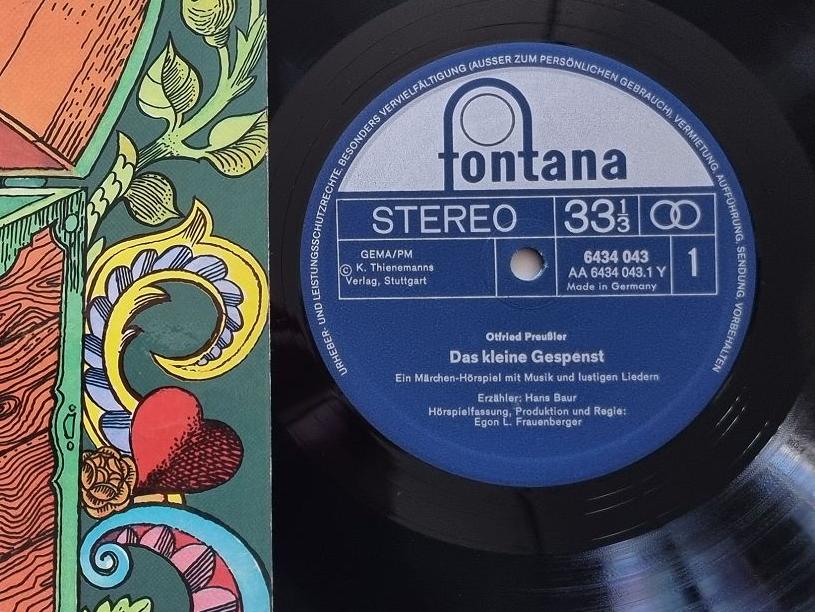 URHEBER- UND LEISTUNGSSCHUTZRECHTE, BESONDERS VERVIELFÄLTIGUNG (AUSSER ZUM PERSÖNLICHEN GEBRAUCH), VERMIETUNG, AUFFÜHRUNG, SENDUNG VORBEHALTEN
fontana
STEREO 33 1/3
GEMA/PM
© K. Thienemanns
Verlag, Stuttgart
6434 043
AA 6434 043.1 Y
Made in Germany
1
Otfried Preußler
Das kleine Gespenst
Ein Märchen-Hörspiel mit Musik und lustigen Liedern
Erzähler: Hans Baur
Hörspielfassung, Produktion und Regie:
Egon L. Frauenberger